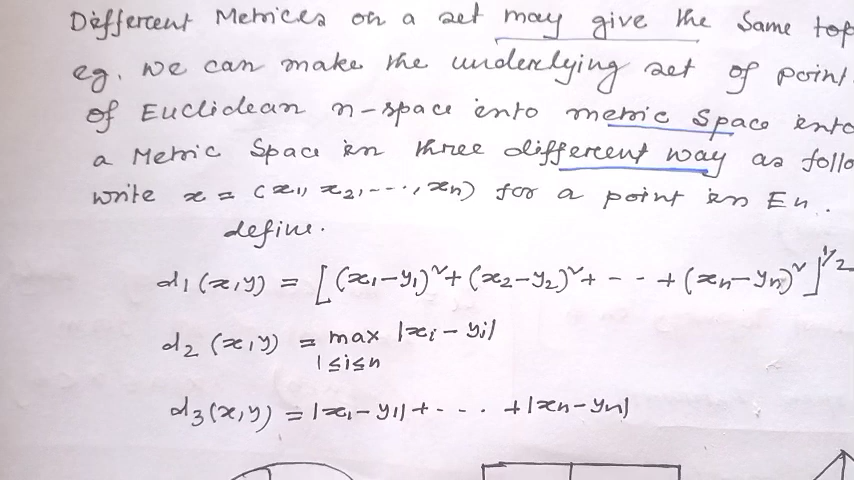 Different Metrices on a set may give the same top
eg. we can make the underlying set of point
of Euclidean n-space into metric Space into
a Metric Space in three different way as follo
write x = (x1, x2, ---, xn) for a point in En.
define.
d1(x,y) = [(x1-y1)²+(x2-y2)²+ - - +(xn-yn)²]^1/2
d2(x,y) = max |xi-yi|
1≤i≤n
d3(x,y) = |x1-y1|+ - - - +|xn-yn|